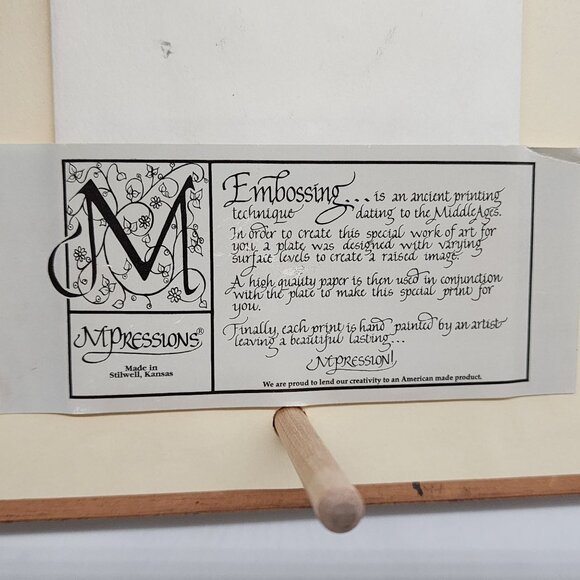 M
MPRESSIONS®
Made in
Stilwell, Kansas
Embossing... is an ancient printing
technique dating to the Middle Ages.
In order to create this special work of art for
you, a plate was designed with varying
surface levels to create a raised image.
A high quality paper is then used in conjunction
with the plate to make this special print for
you.
Finally, each print is hand painted by an artist
leaving a beautiful lasting...
MPRESSION!
We are proud to lend our creativity to an American made product.